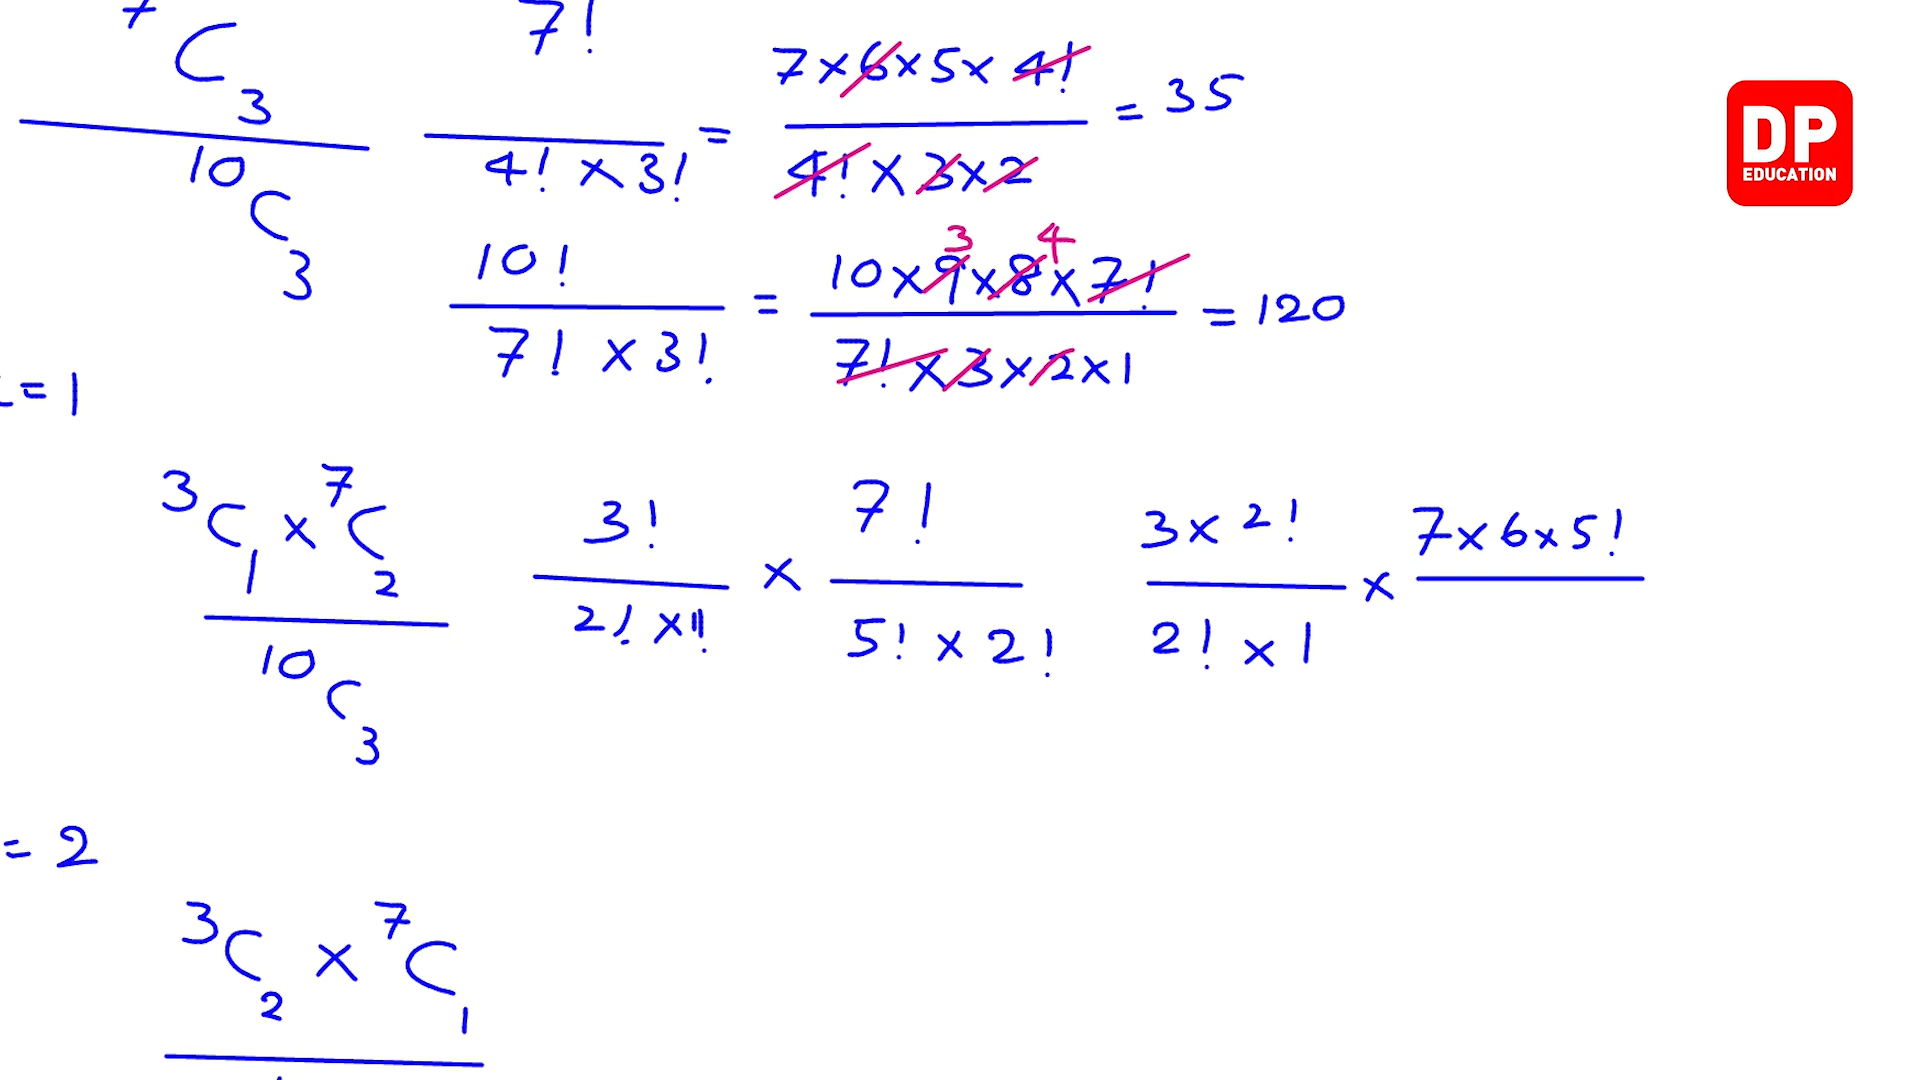 ⁷C₃ / ¹⁰C₃
7! / (4! × 3!) = (7 × 6 × 5 × 4!) / (4! × 3 × 2) = 35
3 4
10! / (7! × 3!) = (10 × 9 × 8 × 7!) / (7! × 3 × 2 × 1) = 120
= 1
(³C₁ × ⁷C₂) / ¹⁰C₃
3! / (2! × 1!) × 7! / (5! × 2!)
(3 × 2!) / (2! × 1) × 7 × 6 × 5!
= 2
³C₂ × ⁷C₁
DP
EDUCATION